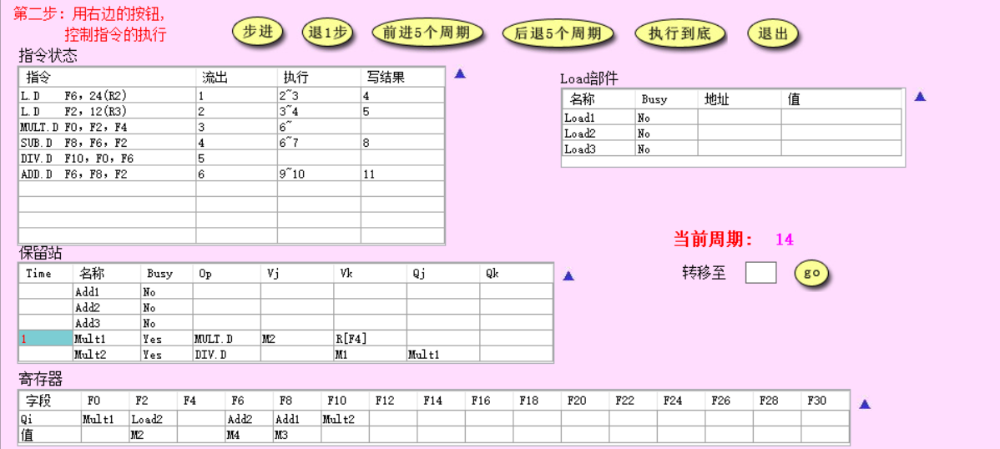 第二步：用右边的按钮，
控制指令的执行
步进 退1步 前进5个周期 后退5个周期 执行到底 退出
指令状态
指令 流出 执行 写结果
L.D F6，24(R2) 1 2~3 4
L.D F2，12(R3) 2 3~4 5
MULT.D F0，F2，F4 3 6~
SUB.D F8，F6，F2 4 6~7 8
DIV.D F10，F0，F6 5
ADD.D F6，F8，F2 6 9~10 11
Load部件
名称 Busy 地址 值
Load1 No
Load2 No
Load3 No
当前周期： 14
转移至 go
保留站
Time 名称 Busy Op Vj Vk Qj Qk
Add1 No
Add2 No
Add3 No
1 Mult1 Yes MULT.D M2 R[F4]
Mult2 Yes DIV.D M1 Mult1
寄存器
字段 F0 F2 F4 F6 F8 F10 F12 F14 F16 F18 F20 F22 F24 F26 F28 F30
Qi Mult1 Load2 Add2 Add1 Mult2
值 M2 M4 M3